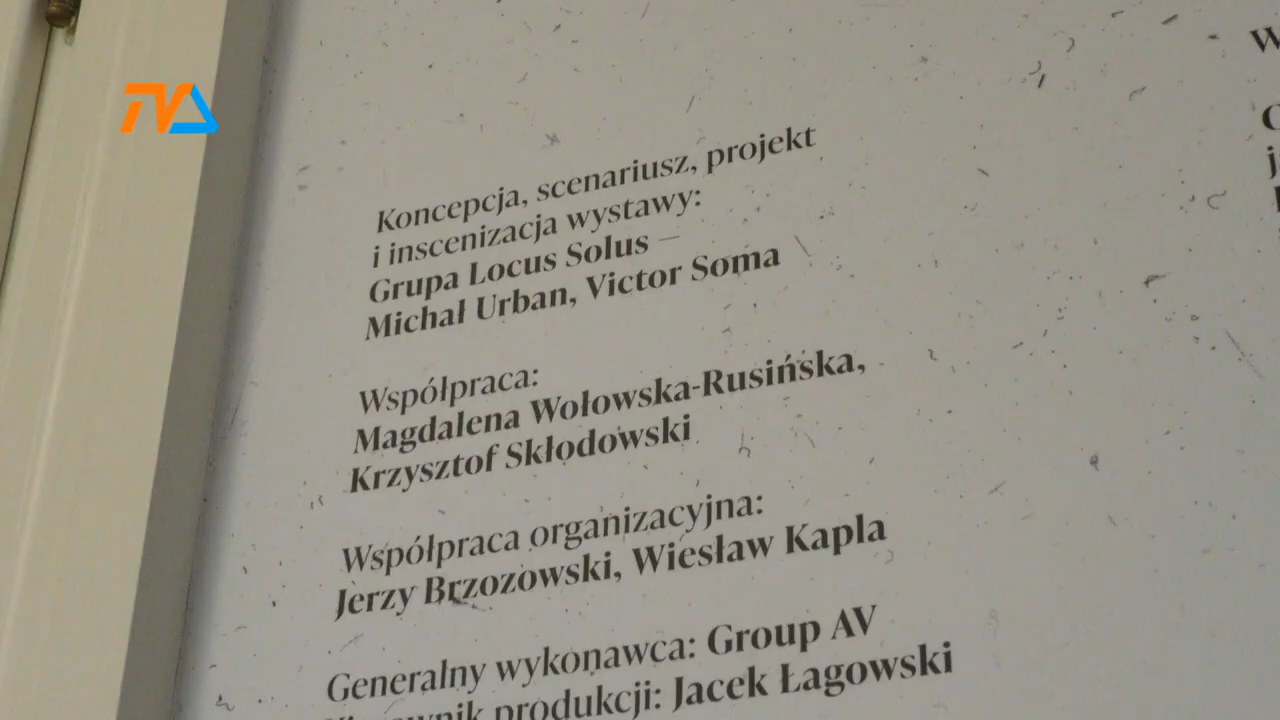 TVA
Koncepcja, scenariusz, projekt
i inscenizacja wystawy:
Grupa Locus Solus –
Michał Urban, Victor Soma
Współpraca:
Magdalena Wołowska-Rusińska,
Krzysztof Skłodowski
Współpraca organizacyjna:
Jerzy Brzozowski, Wiesław Kapla
Generalny wykonawca: Group AV
produkcji: Jacek Łagowski